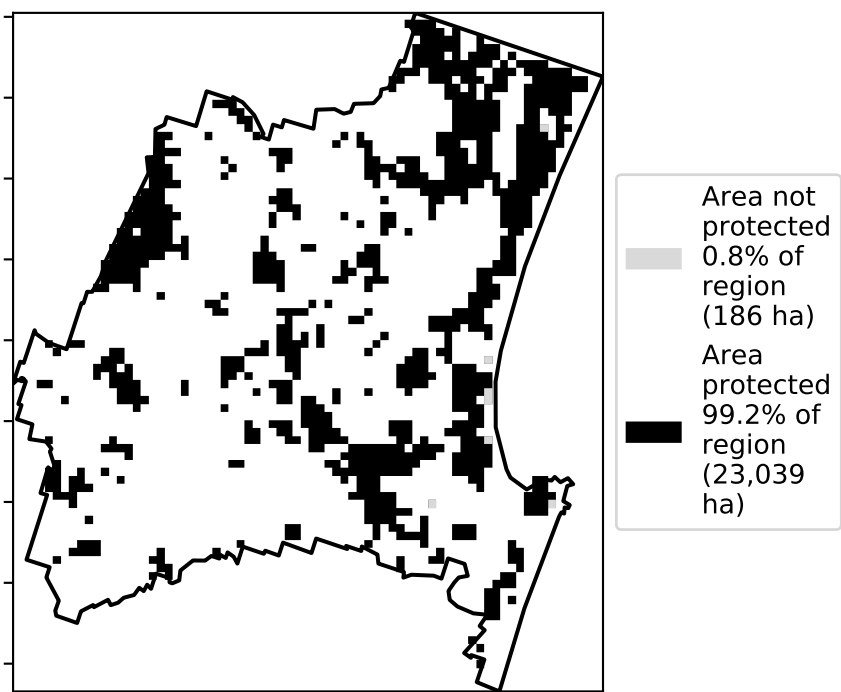 Area not
protected
0.8% of
region
(186 ha)
Area
protected
99.2% of
region
(23,039
ha)